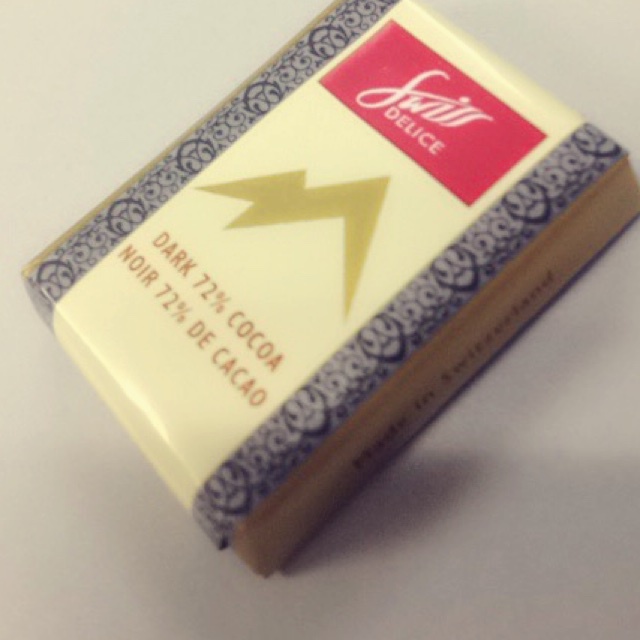 Swiss
DELICE
DARK 72% COCOA
NOIR 72% DE CACAO
Made in Switzerland